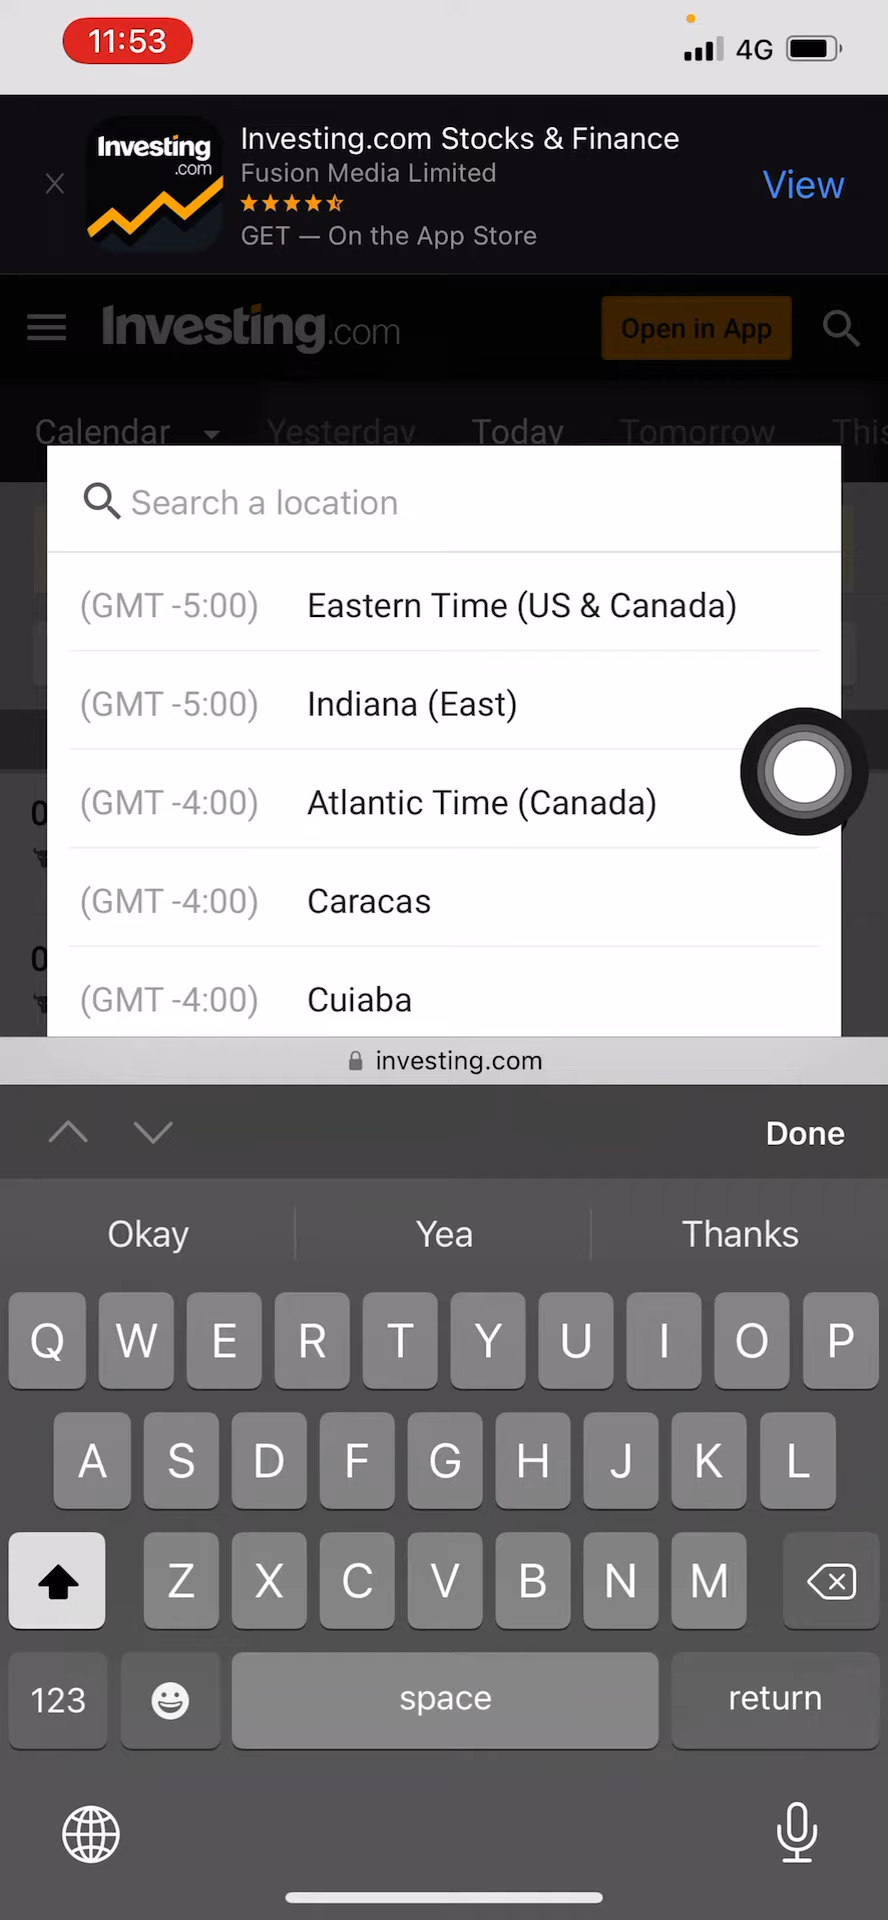 11:53
4G
Investing.com
Investing.com Stocks & Finance
Fusion Media Limited
GET — On the App Store
View
Investing.com
Open in App
Calendar Yesterday Today Tomorrow This
Search a location
(GMT -5:00) Eastern Time (US & Canada)
(GMT -5:00) Indiana (East)
(GMT -4:00) Atlantic Time (Canada)
(GMT -4:00) Caracas
(GMT -4:00) Cuiaba
investing.com
Done
Okay Yea Thanks
Q W E R T Y U I O P
A S D F G H J K L
Z X C V B N M
123 space return